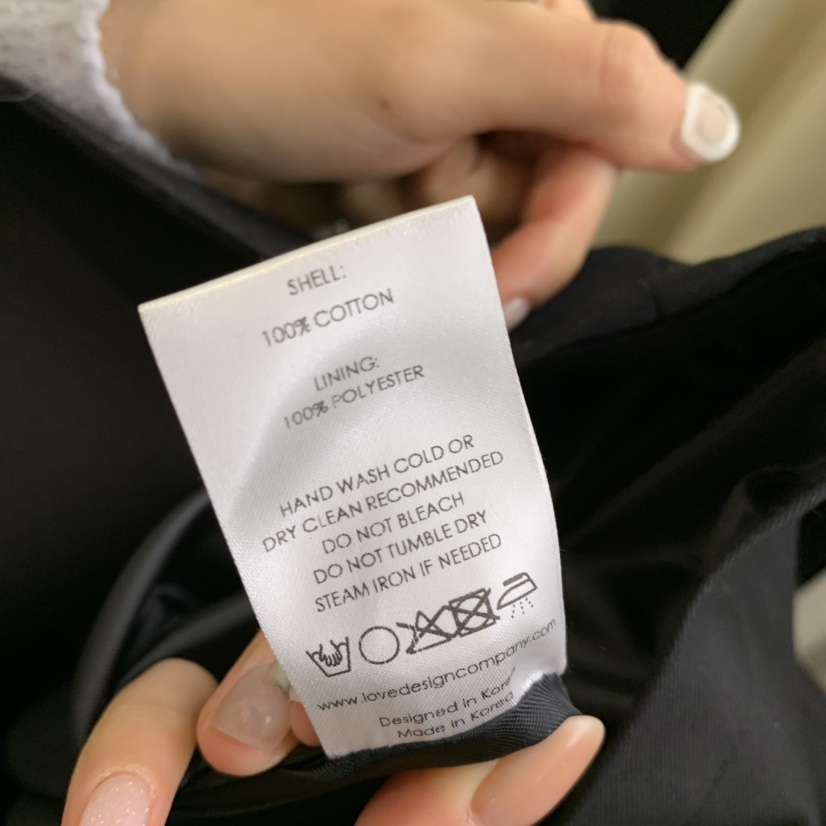 SHELL:
100% COTTON
LINING:
100% POLYESTER
HAND WASH COLD OR
DRY CLEAN RECOMMENDED
DO NOT BLEACH
DO NOT TUMBLE DRY
STEAM IRON IF NEEDED
www.lovedesigncompany.com
Designed in Korea
Made in Korea